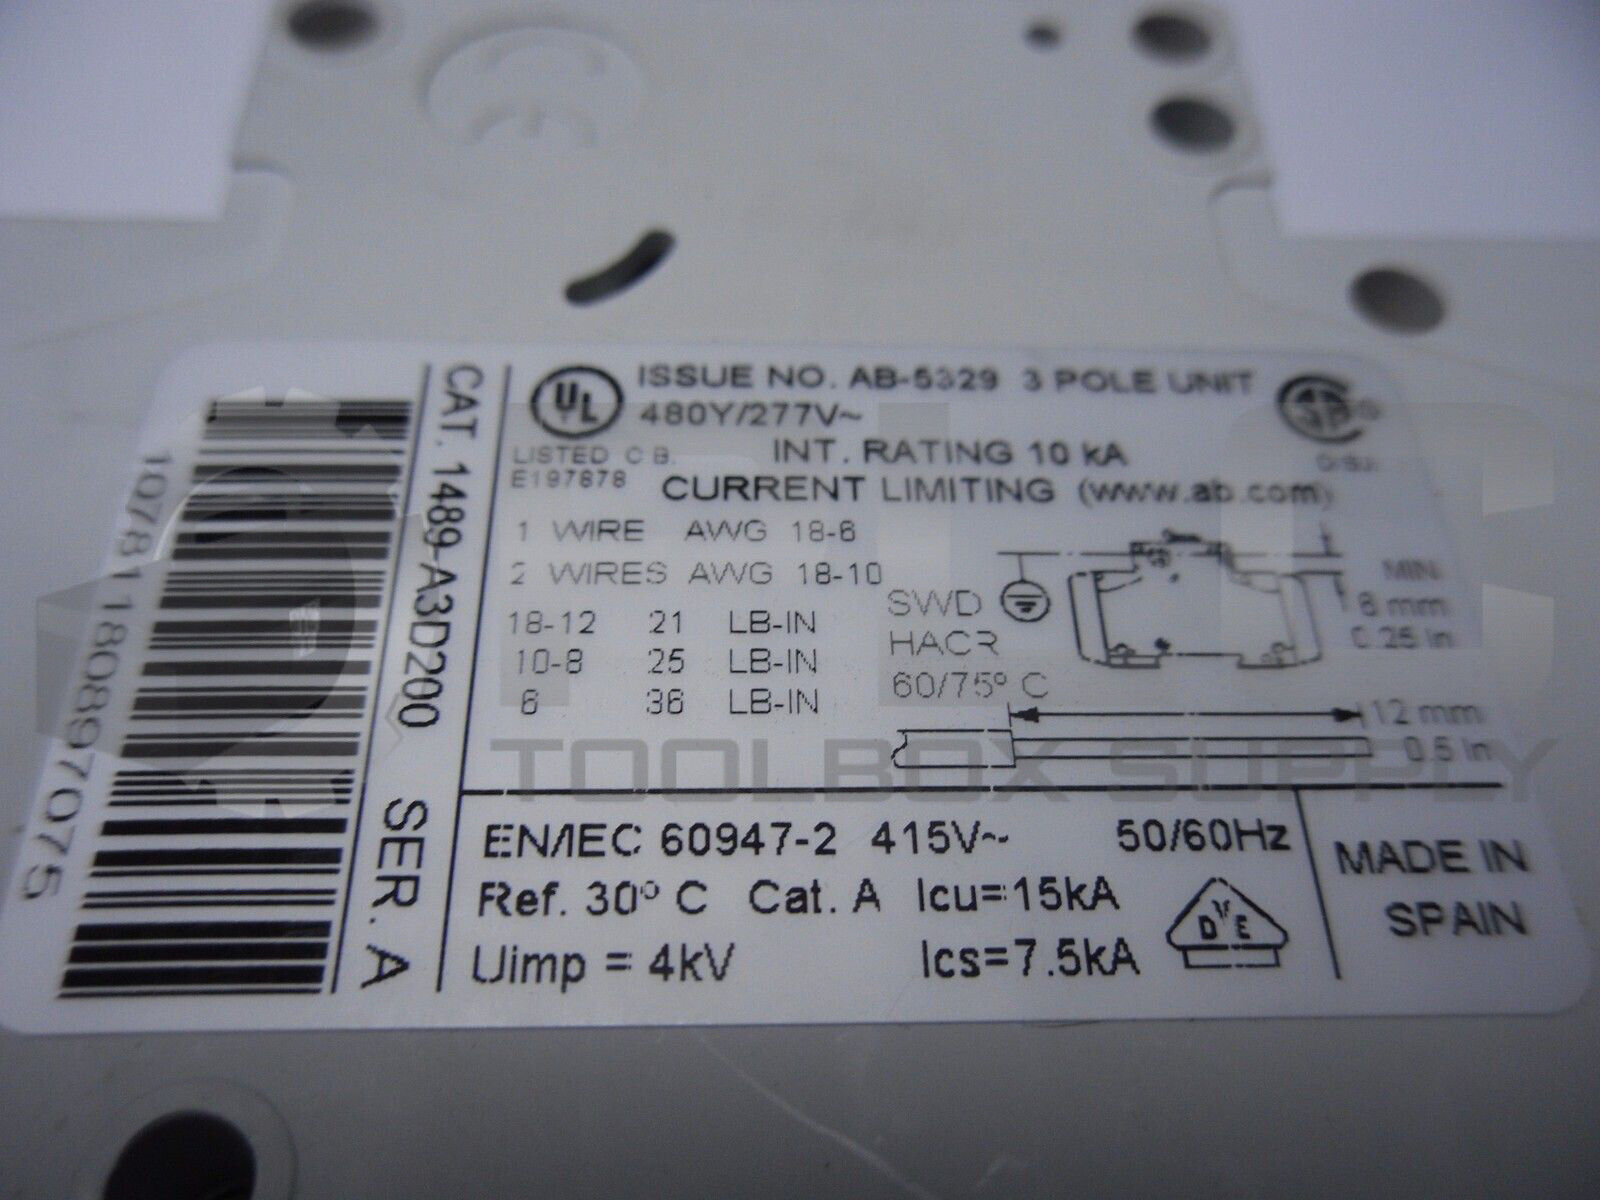 10781180897075
CAT. 1489-A3D200 SER. A
UL
ISSUE NO. AB-5329 3 POLE UNIT
480Y/277V~
LISTED C B.
INT. RATING 10 kA
E197878
CURRENT LIMITING (www.ab.com)
1 WIRE AWG 18-6
2 WIRES AWG 18-10
18-12 21 LB-IN
10-8 25 LB-IN
6 36 LB-IN
SWD
HACR
60/75° C
MIN
6 mm
0.25 in
12 mm
0.5 in
TOOLBOX SUPPLY
EN/IEC 60947-2 415V~ 50/60Hz
Ref. 30° C Cat. A Icu=15kA
Uimp = 4kV Ics=7.5kA
DVE
MADE IN
SPAIN